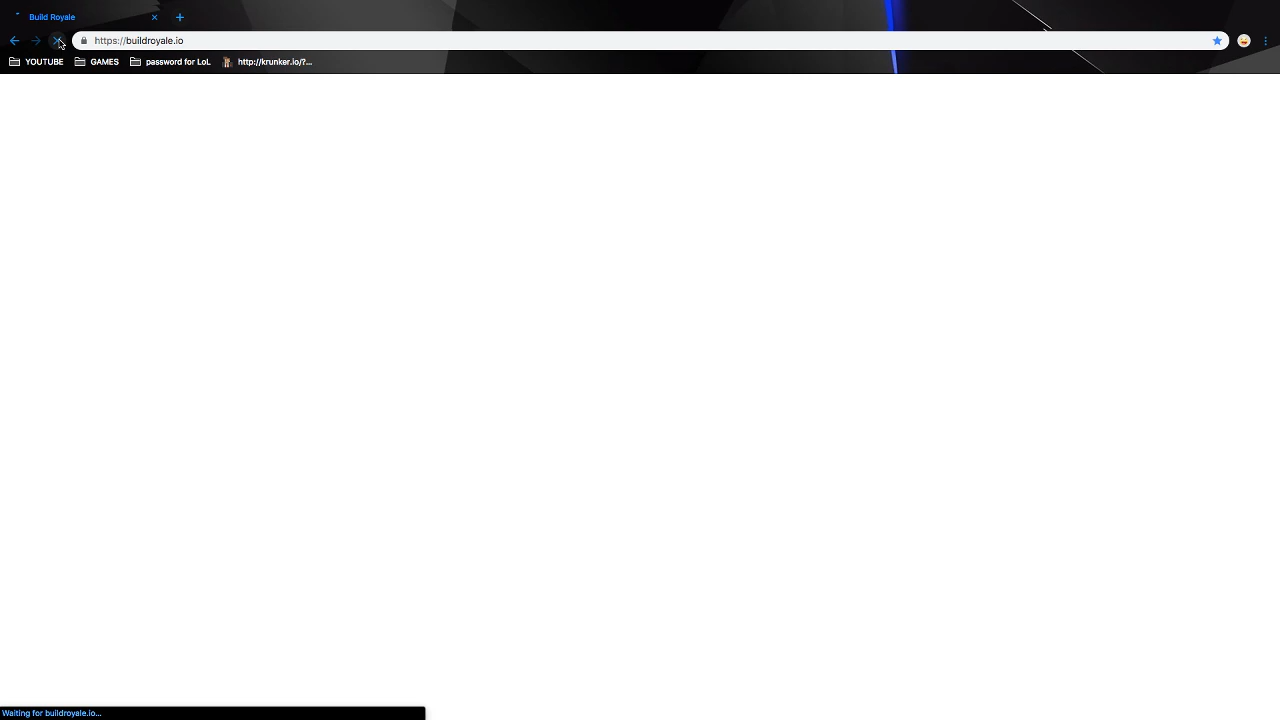 Build Royale
https://buildroyale.io
YOUTUBE GAMES password for LoL http://krunker.io/?...
Waiting for buildroyale.io...